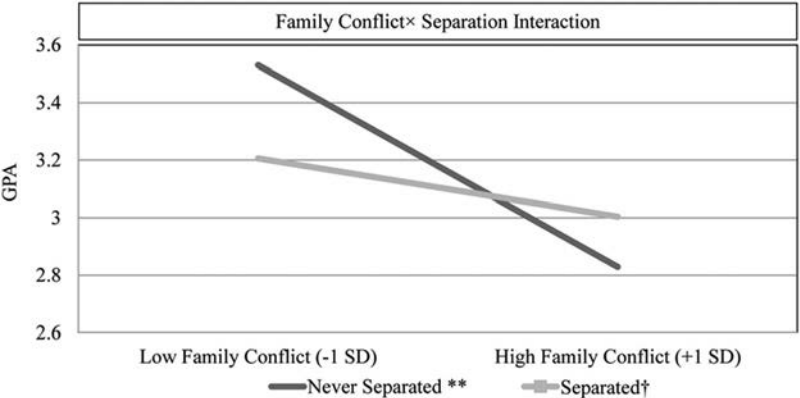 Family Conflict× Separation Interaction
3.6
3.4
3.2
3
2.8
2.6
GPA
Low Family Conflict (-1 SD) High Family Conflict (+1 SD)
Never Separated ** Separated†